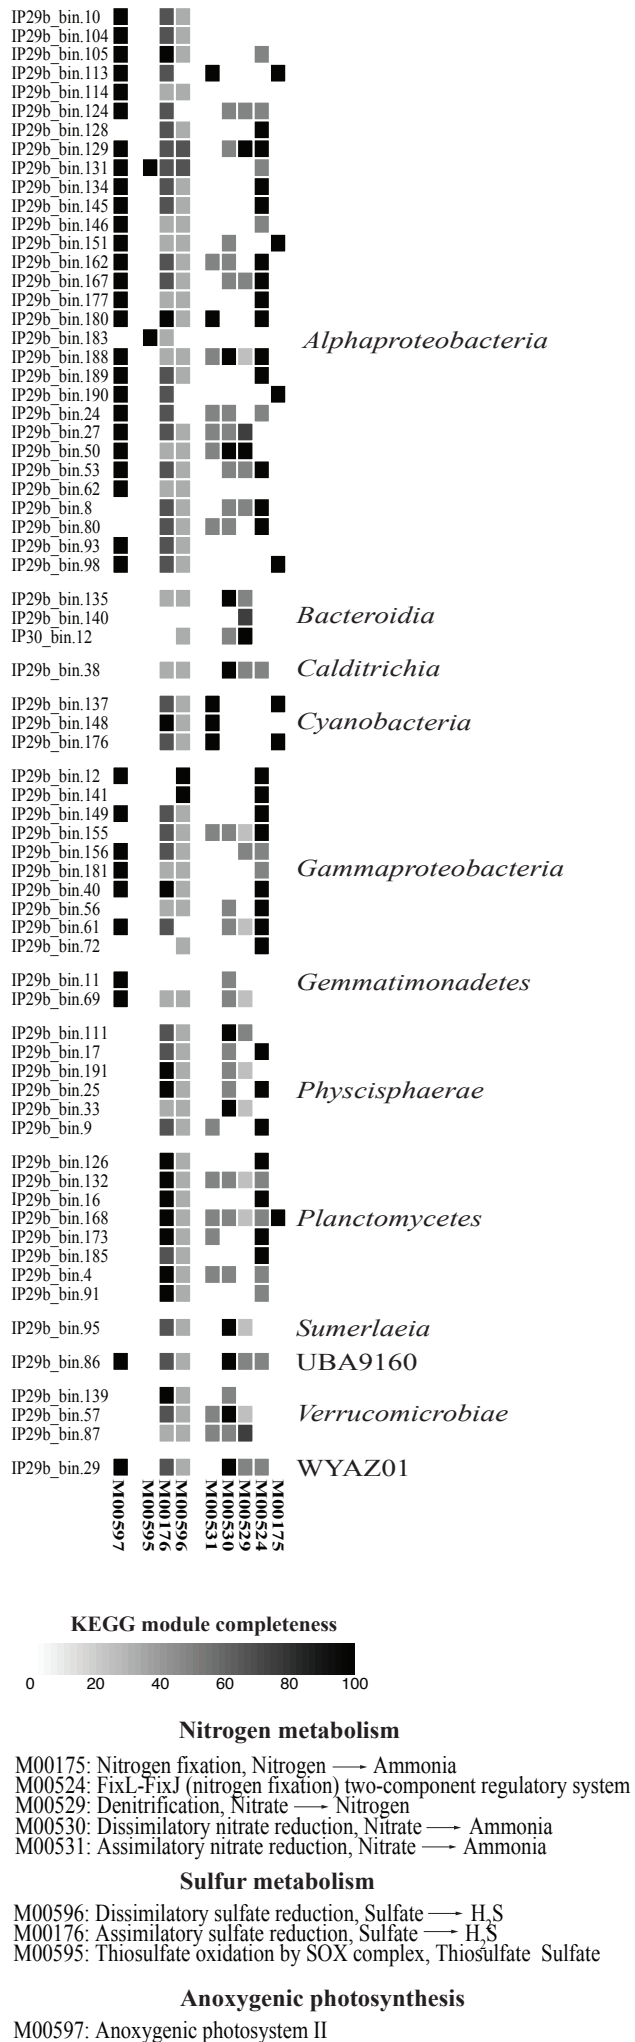 IP29b_bin.10
IP29b_bin.104
IP29b_bin.105
IP29b_bin.113
IP29b_bin.114
IP29b_bin.124
IP29b_bin.128
IP29b_bin.129
IP29b_bin.131
IP29b_bin.134
IP29b_bin.145
IP29b_bin.146
IP29b_bin.151
IP29b_bin.162
IP29b_bin.167
IP29b_bin.177
IP29b_bin.180
IP29b_bin.183
IP29b_bin.188
IP29b_bin.189
IP29b_bin.190
IP29b_bin.24
IP29b_bin.27
IP29b_bin.50
IP29b_bin.53
IP29b_bin.62
IP29b_bin.8
IP29b_bin.80
IP29b_bin.93
IP29b_bin.98
Alphaproteobacteria
IP29b_bin.135
IP29b_bin.140
IP30_bin.12
Bacteroidia
IP29b_bin.38
Calditrichia
IP29b_bin.137
IP29b_bin.148
IP29b_bin.176
Cyanobacteria
IP29b_bin.12
IP29b_bin.141
IP29b_bin.149
IP29b_bin.155
IP29b_bin.156
IP29b_bin.181
IP29b_bin.40
IP29b_bin.56
IP29b_bin.61
IP29b_bin.72
Gammaproteobacteria
IP29b_bin.11
IP29b_bin.69
Gemmatimonadetes
IP29b_bin.111
IP29b_bin.17
IP29b_bin.191
IP29b_bin.25
IP29b_bin.33
IP29b_bin.9
Physcisphaerae
IP29b_bin.126
IP29b_bin.132
IP29b_bin.16
IP29b_bin.168
IP29b_bin.173
IP29b_bin.185
IP29b_bin.4
IP29b_bin.91
Planctomycetes
IP29b_bin.95
Sumerlaeia
IP29b_bin.86
UBA9160
IP29b_bin.139
IP29b_bin.57
IP29b_bin.87
Verrucomicrobiae
IP29b_bin.29
WYAZ01
M00597
M00595
M00176
M00596
M00531
M00530
M00529
M00524
M00175
KEGG module completeness
0 20 40 60 80 100
Nitrogen metabolism
M00175: Nitrogen fixation, Nitrogen → Ammonia
M00524: FixL-FixJ (nitrogen fixation) two-component regulatory system
M00529: Denitrification, Nitrate → Nitrogen
M00530: Dissimilatory nitrate reduction, Nitrate → Ammonia
M00531: Assimilatory nitrate reduction, Nitrate → Ammonia
Sulfur metabolism
M00596: Dissimilatory sulfate reduction, Sulfate → H₂S
M00176: Assimilatory sulfate reduction, Sulfate → H₂S
M00595: Thiosulfate oxidation by SOX complex, Thiosulfate Sulfate
Anoxygenic photosynthesis
M00597: Anoxygenic photosystem II